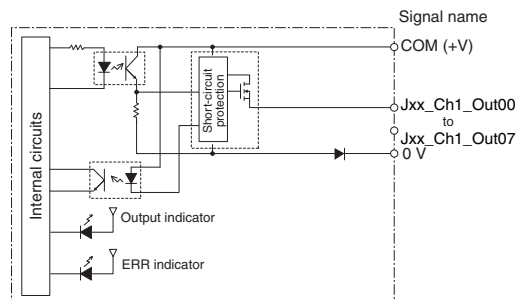 Signal name
COM (+V)
Jxx_Ch1_Out00
to
Jxx_Ch1_Out07
0 V
Short-circuit
protection
Internal circuits
Output indicator
ERR indicator